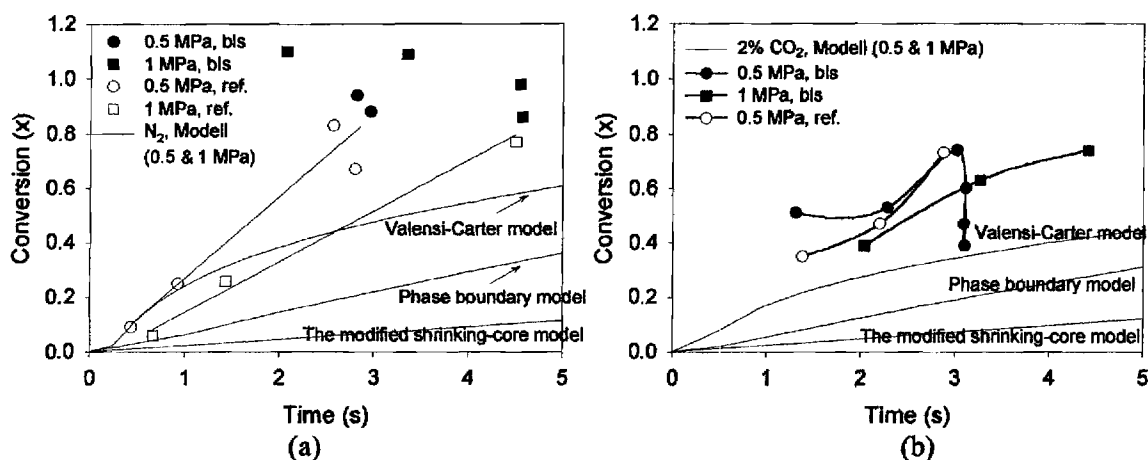 1.2
1.0
0.8
0.6
0.4
0.2
0.0
Conversion (x)
0.5 MPa, bls
1 MPa, bls
0.5 MPa, ref.
1 MPa, ref.
N₂, Modell
(0.5 & 1 MPa)
Valensi-Carter
model
Phase boundary model
The modified shrinking-core model
0 1 2 3 4 5
Time (s)
(a)
1.2
1.0
0.8
0.6
0.4
0.2
0.0
Conversion (x)
2% CO₂, Modell (0.5 & 1 MPa)
0.5 MPa, bls
1 MPa, bls
0.5 MPa, ref.
Valensi-Carter model
Phase boundary model
The modified shrinking-core model
0 1 2 3 4 5
Time (s)
(b)